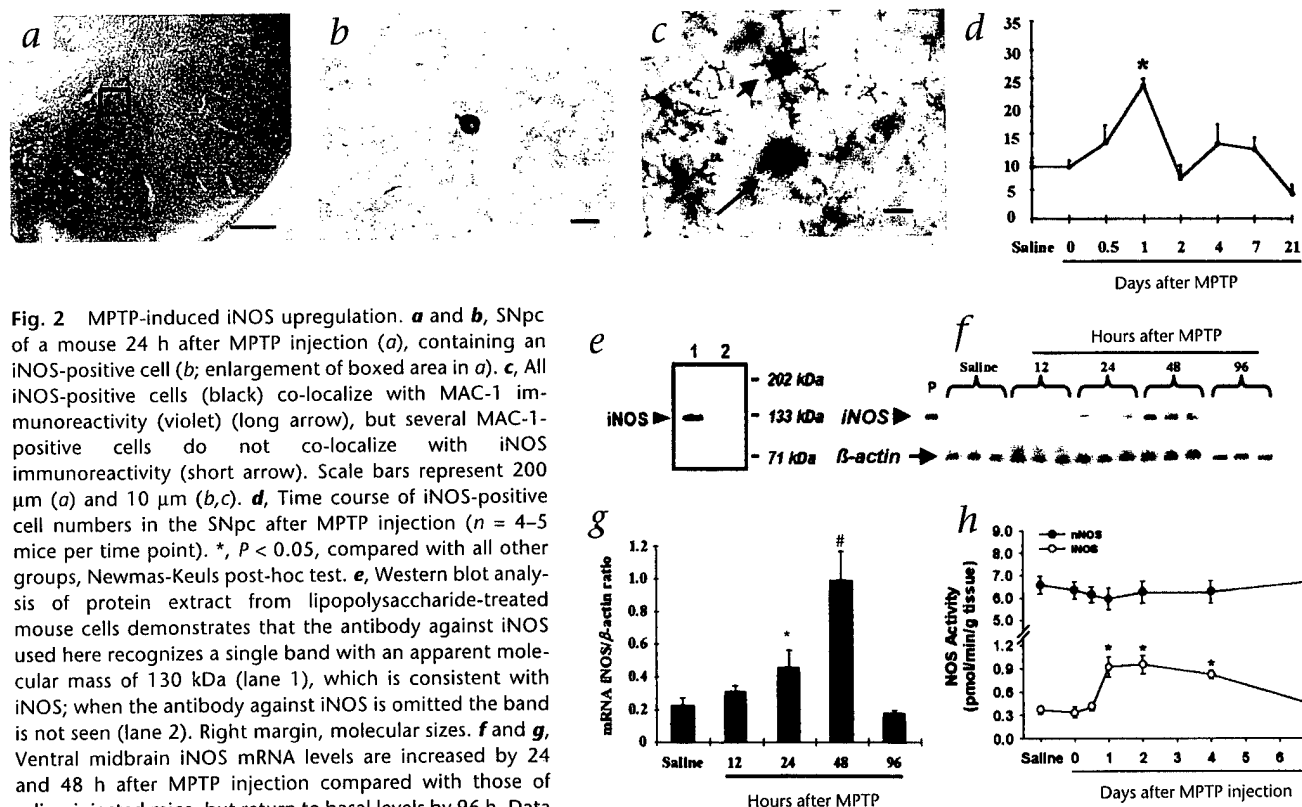 a
b
c
d
35
30
25
20
15
10
5
0
*
Saline 0 0.5 1 2 4 7 21
Days after MPTP
Fig. 2 MPTP-induced iNOS upregulation. a and b, SNpc
of a mouse 24 h after MPTP injection (a), containing an
iNOS-positive cell (b; enlargement of boxed area in a). c, All
iNOS-positive cells (black) co-localize with MAC-1 im-
munoreactivity (violet) (long arrow), but several MAC-1-
positive cells do not co-localize with iNOS
immunoreactivity (short arrow). Scale bars represent 200
μm (a) and 10 μm (b,c). d, Time course of iNOS-positive
cell numbers in the SNpc after MPTP injection (n = 4–5
mice per time point). *, P < 0.05, compared with all other
groups, Newmas-Keuls post-hoc test. e, Western blot analy-
sis of protein extract from lipopolysaccharide-treated
mouse cells demonstrates that the antibody against iNOS
used here recognizes a single band with an apparent mole-
cular mass of 130 kDa (lane 1), which is consistent with
iNOS; when the antibody against iNOS is omitted the band
is not seen (lane 2). Right margin, molecular sizes. f and g,
Ventral midbrain iNOS mRNA levels are increased by 24
and 48 h after MPTP injection compared with those of
but return to basal levels by 96 h. Data
e
1 2
202 kDa
iNOS 133 kDa
71 kDa
f
Hours after MPTP
P Saline 12 24 48 96
iNOS
ß-actin
g
mRNA iNOS/β-actin ratio
1.2
1.0
0.8
0.6
0.4
0.2
0
*
#
Saline 12 24 48 96
Hours after MPTP
h
nNOS
iNOS
NOS Activity
(pmol/min/g tissue)
9.0
8.0
7.0
6.0
5.0
1.2
0.9
0.6
0.3
0.0
* * *
Saline 0 1 2 3 4 5 6
Days after MPTP injection